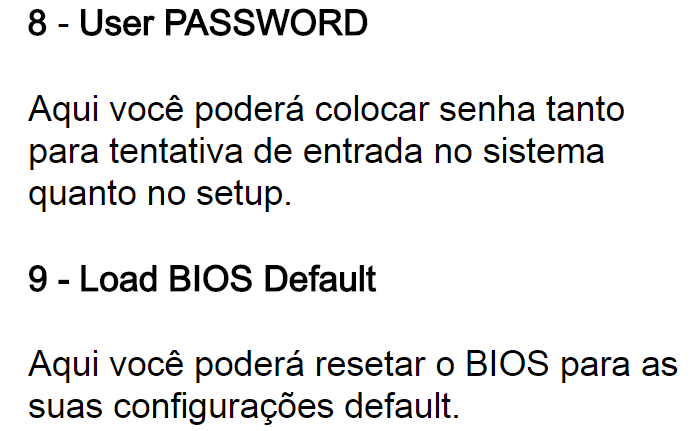 8 - User PASSWORD
Aqui você poderá colocar senha tanto
para tentativa de entrada no sistema
quanto no setup.
9 - Load BIOS Default
Aqui você poderá resetar o BIOS para as
suas configurações default.